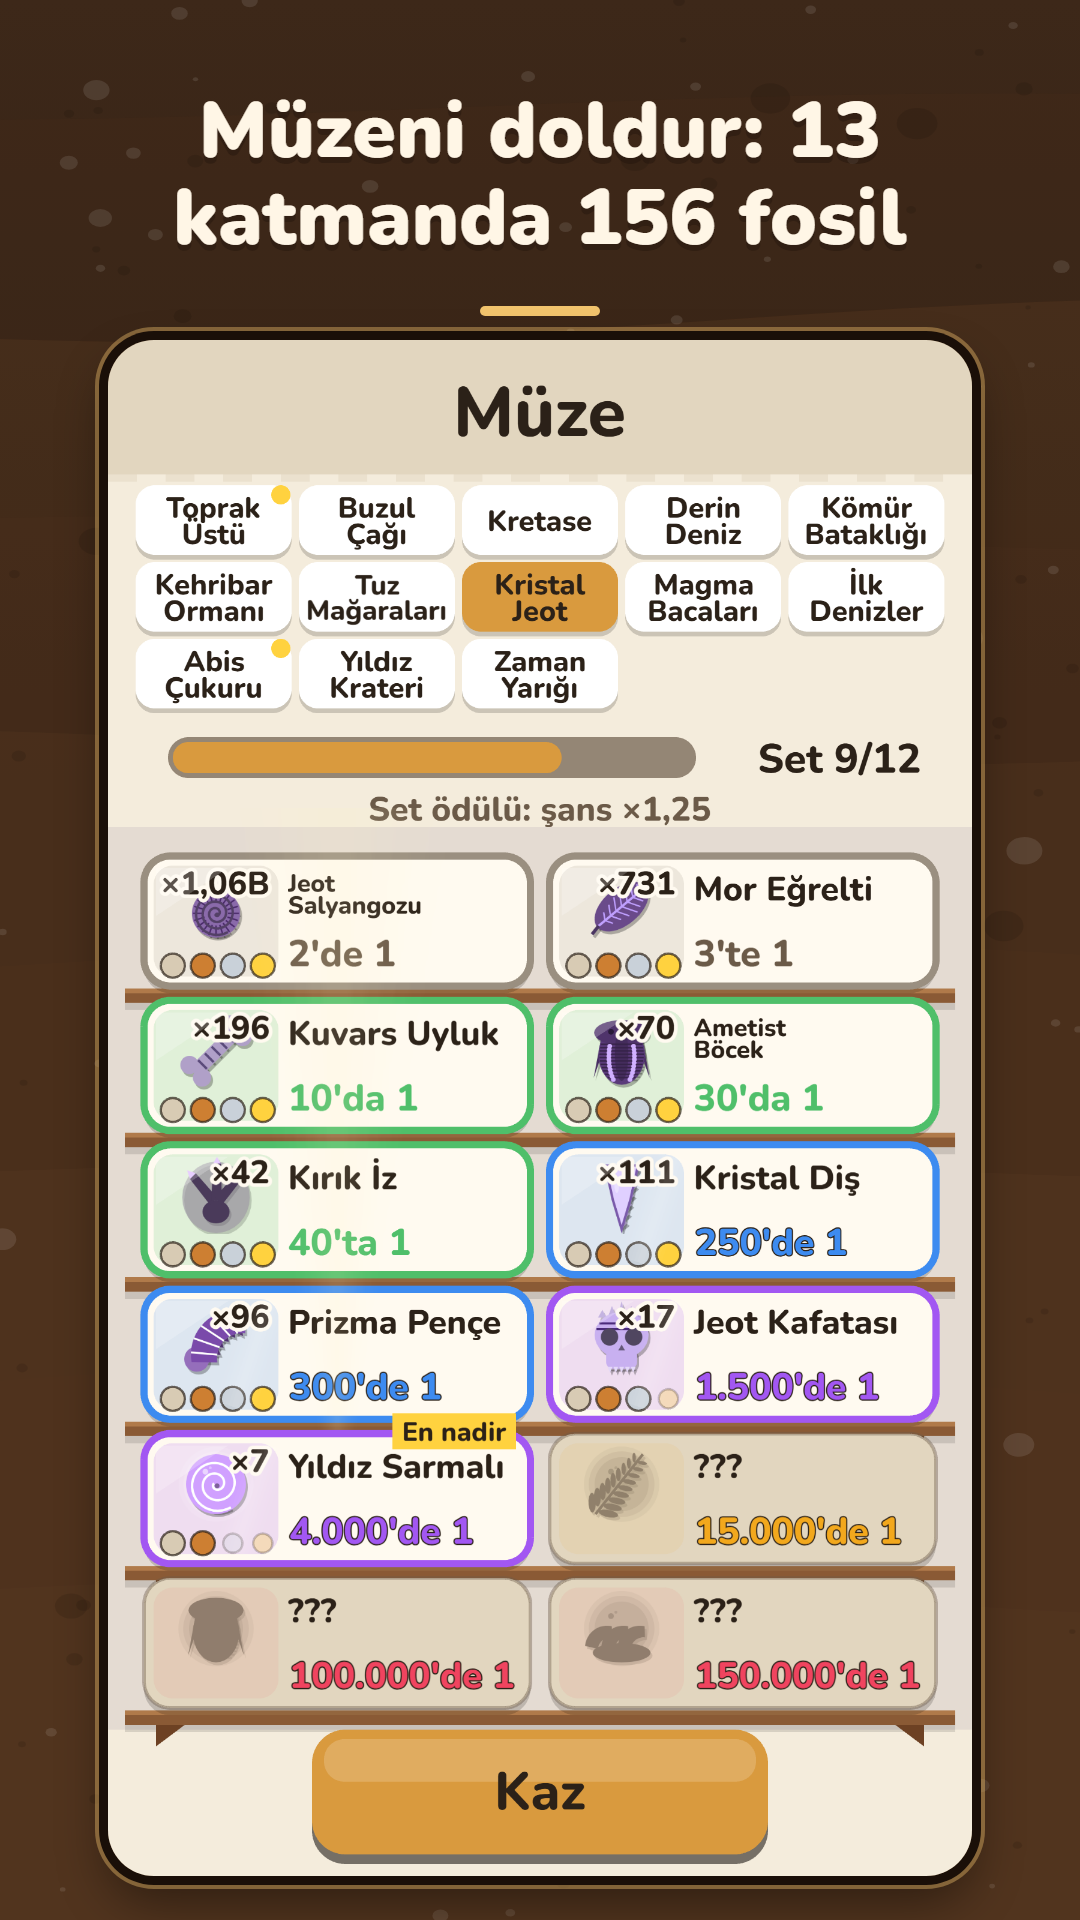 Müzeni doldur: 13
katmanda 156 fosil
Müze
Toprak
Üstü
Buzul
Çağı
Kretase
Derin
Deniz
Kömür
Bataklığı
Kehribar
Ormanı
Tuz
Mağaraları
Kristal
Jeot
Magma
Bacaları
İlk
Denizler
Abis
Çukuru
Yıldız
Krateri
Zaman
Yarığı
Set 9/12
Set ödülü: şans ×1,25
×1,06B
Jeot
Salyangozu
2'de 1
×731
Mor Eğrelti
3'te 1
×196
Kuvars Uyluk
10'da 1
×70
Ametist
Böcek
30'da 1
×42
Kırık İz
40'ta 1
×111
Kristal Diş
250'de 1
×96
Prizma Pençe
300'de 1
×17
Jeot Kafatası
1.500'de 1
En nadir
×7
Yıldız Sarmalı
4.000'de 1
???
15.000'de 1
???
100.000'de 1
???
150.000'de 1
Kaz